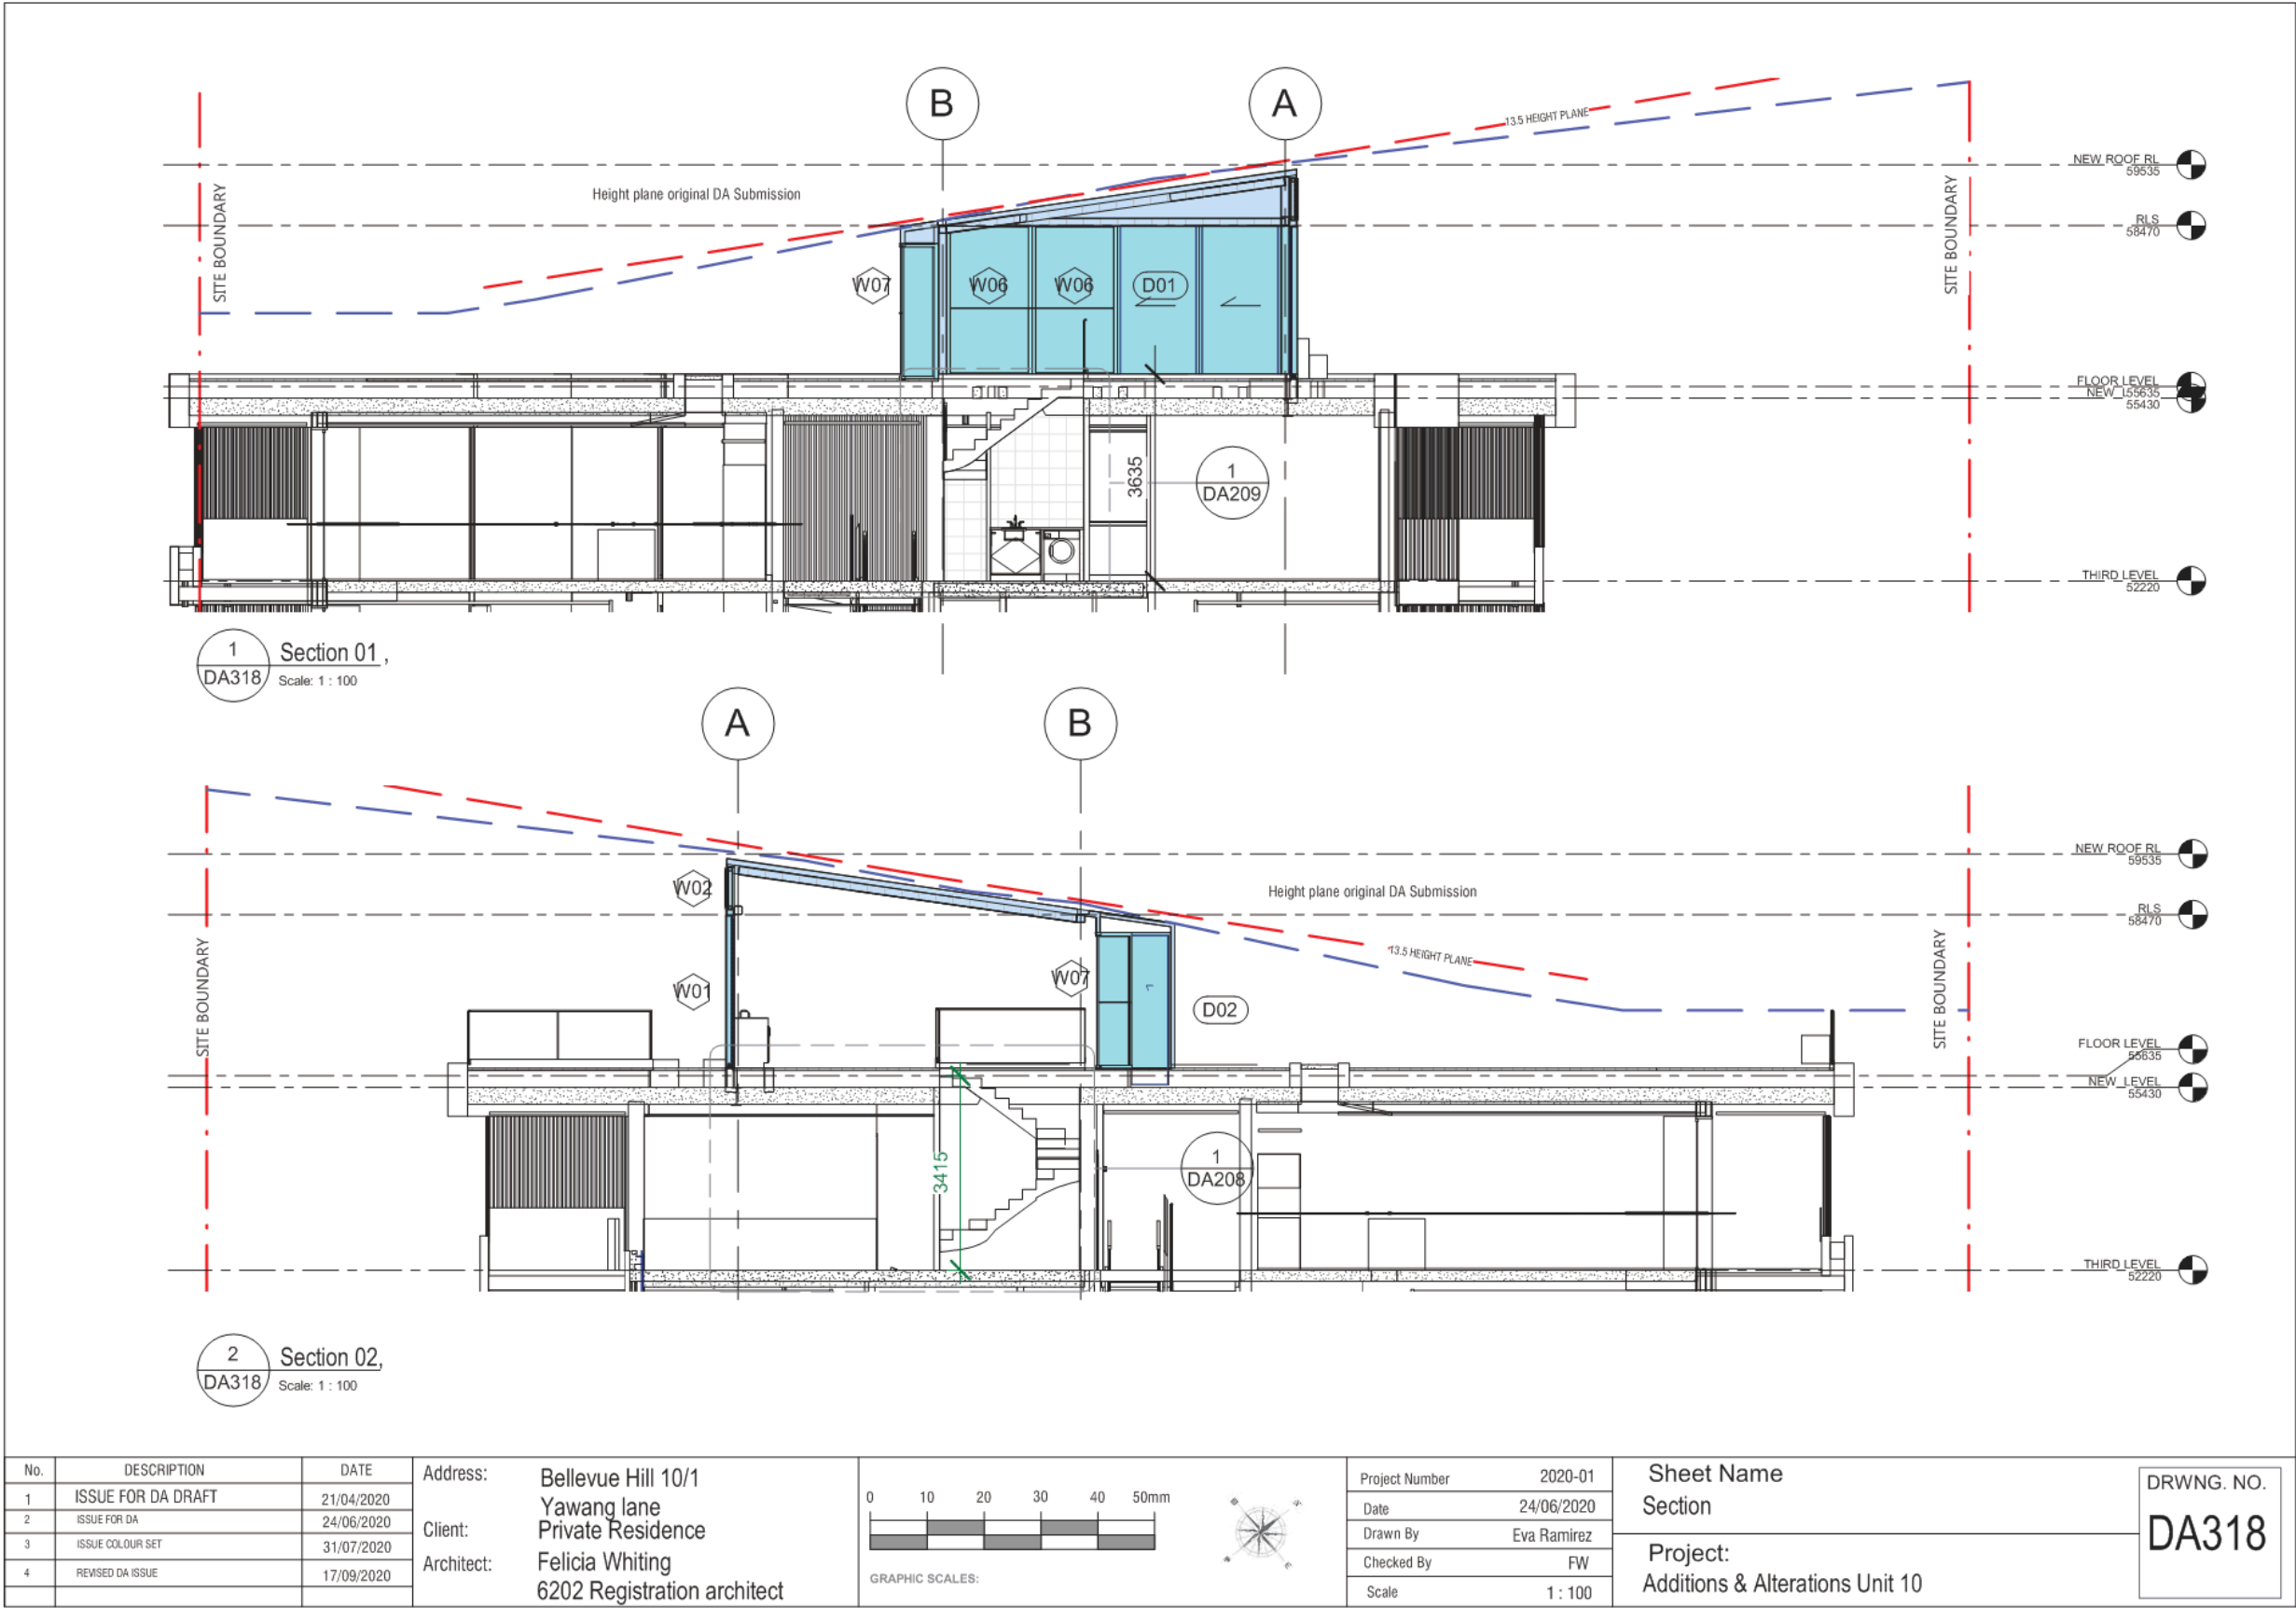 B
A
13.5 HEIGHT PLANE
NEW ROOF RL
59535
Height plane original DA Submission
SITE BOUNDARY
SITE BOUNDARY
RLS
58470
W07
W06
W06
D01
FLOOR LEVEL
55635
NEW L
55430
3635
1
DA209
THIRD LEVEL
52220
1
DA318
Section 01 ,
Scale: 1 : 100
A
B
NEW ROOF RL
59535
W02
Height plane original DA Submission
RLS
58470
SITE BOUNDARY
13.5 HEIGHT PLANE
SITE BOUNDARY
W01
W07
D02
FLOOR LEVEL
55635
NEW LEVEL
55430
3415
1
DA208
THIRD LEVEL
52220
2
DA318
Section 02,
Scale: 1 : 100
No. DESCRIPTION DATE
1 ISSUE FOR DA DRAFT 21/04/2020
2 ISSUE FOR DA 24/06/2020
3 ISSUE COLOUR SET 31/07/2020
4 REVISED DA ISSUE 17/09/2020
Address: Bellevue Hill 10/1
Yawang lane
Client: Private Residence
Architect: Felicia Whiting
6202 Registration architect
0 10 20 30 40 50mm
GRAPHIC SCALES:
Project Number 2020-01
Date 24/06/2020
Drawn By Eva Ramirez
Checked By FW
Scale 1 : 100
Sheet Name
Section
Project:
Additions & Alterations Unit 10
DRWNG. NO.
DA318